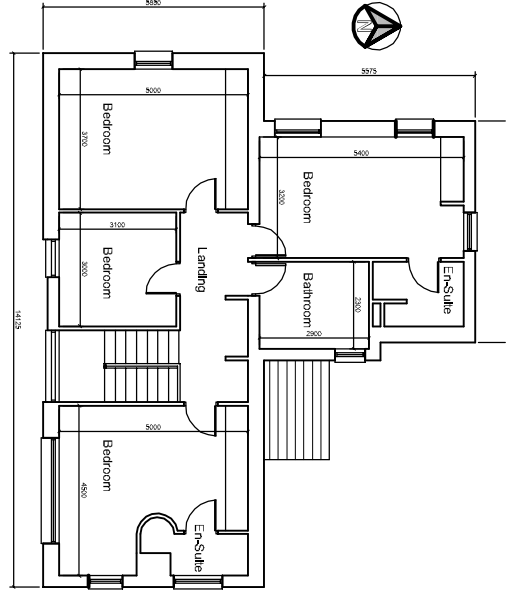 5850
N
5575
5000
Bedroom
3700
5400
3200
Bedroom
3100
Bedroom
3000
Landing
Bathroom
2300
2900
En-Suite
14125
5000
Bedroom
4500
En-Suite